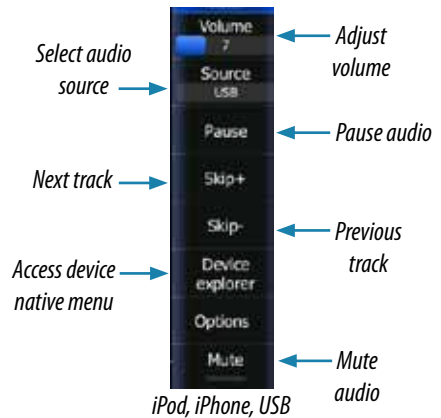 Volume
7
Adjust
volume
Select audio
source
Source
USB
Pause
Pause audio
Next track
Skip+
Skip-
Previous
track
Access device
native menu
Device
explorer
Options
Mute
Mute
audio
iPod, iPhone, USB